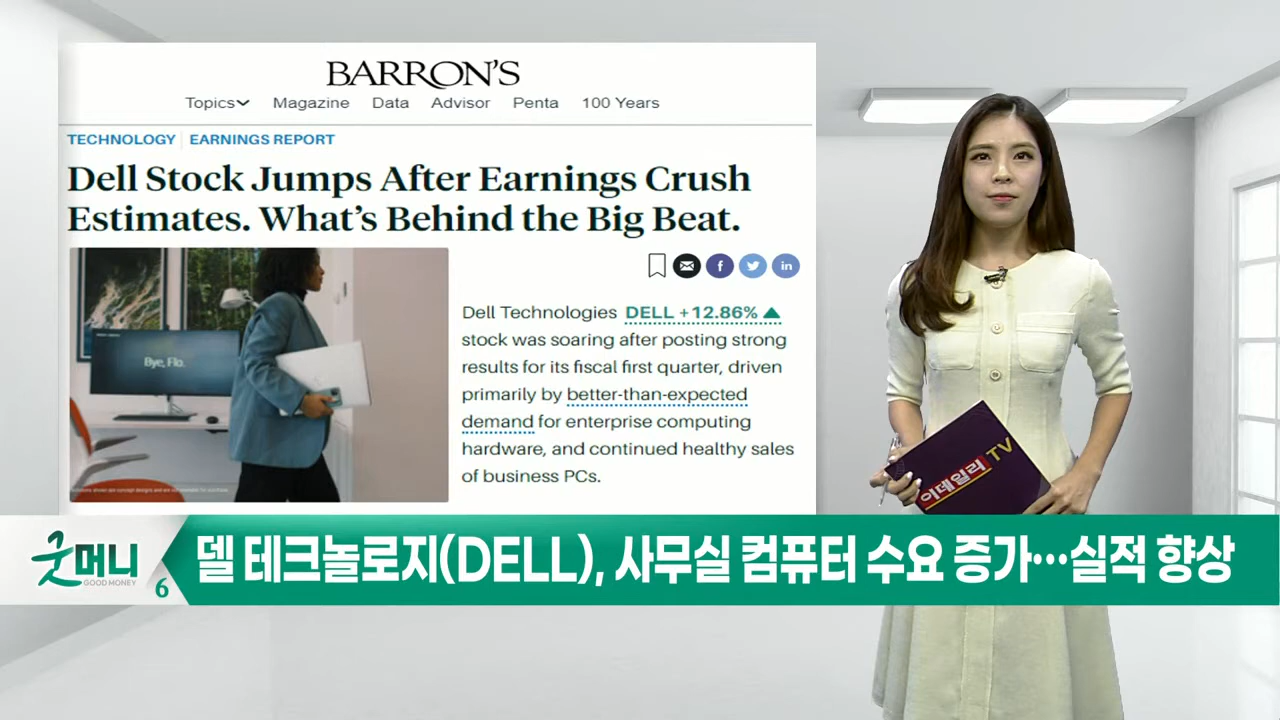 BARRON'S
Topics Magazine Data Advisor Penta 100 Years
TECHNOLOGY EARNINGS REPORT
Dell Stock Jumps After Earnings Crush
Estimates. What's Behind the Big Beat.
Bye, Flo.
Dell Technologies DELL +12.86% ▲
stock was soaring after posting strong
results for its fiscal first quarter, driven
primarily by better-than-expected
demand for enterprise computing
hardware, and continued healthy sales
of business PCs.
이데일리 TV
굿머니
GOOD MONEY
6
델 테크놀로지(DELL), 사무실 컴퓨터 수요 증가…실적 향상